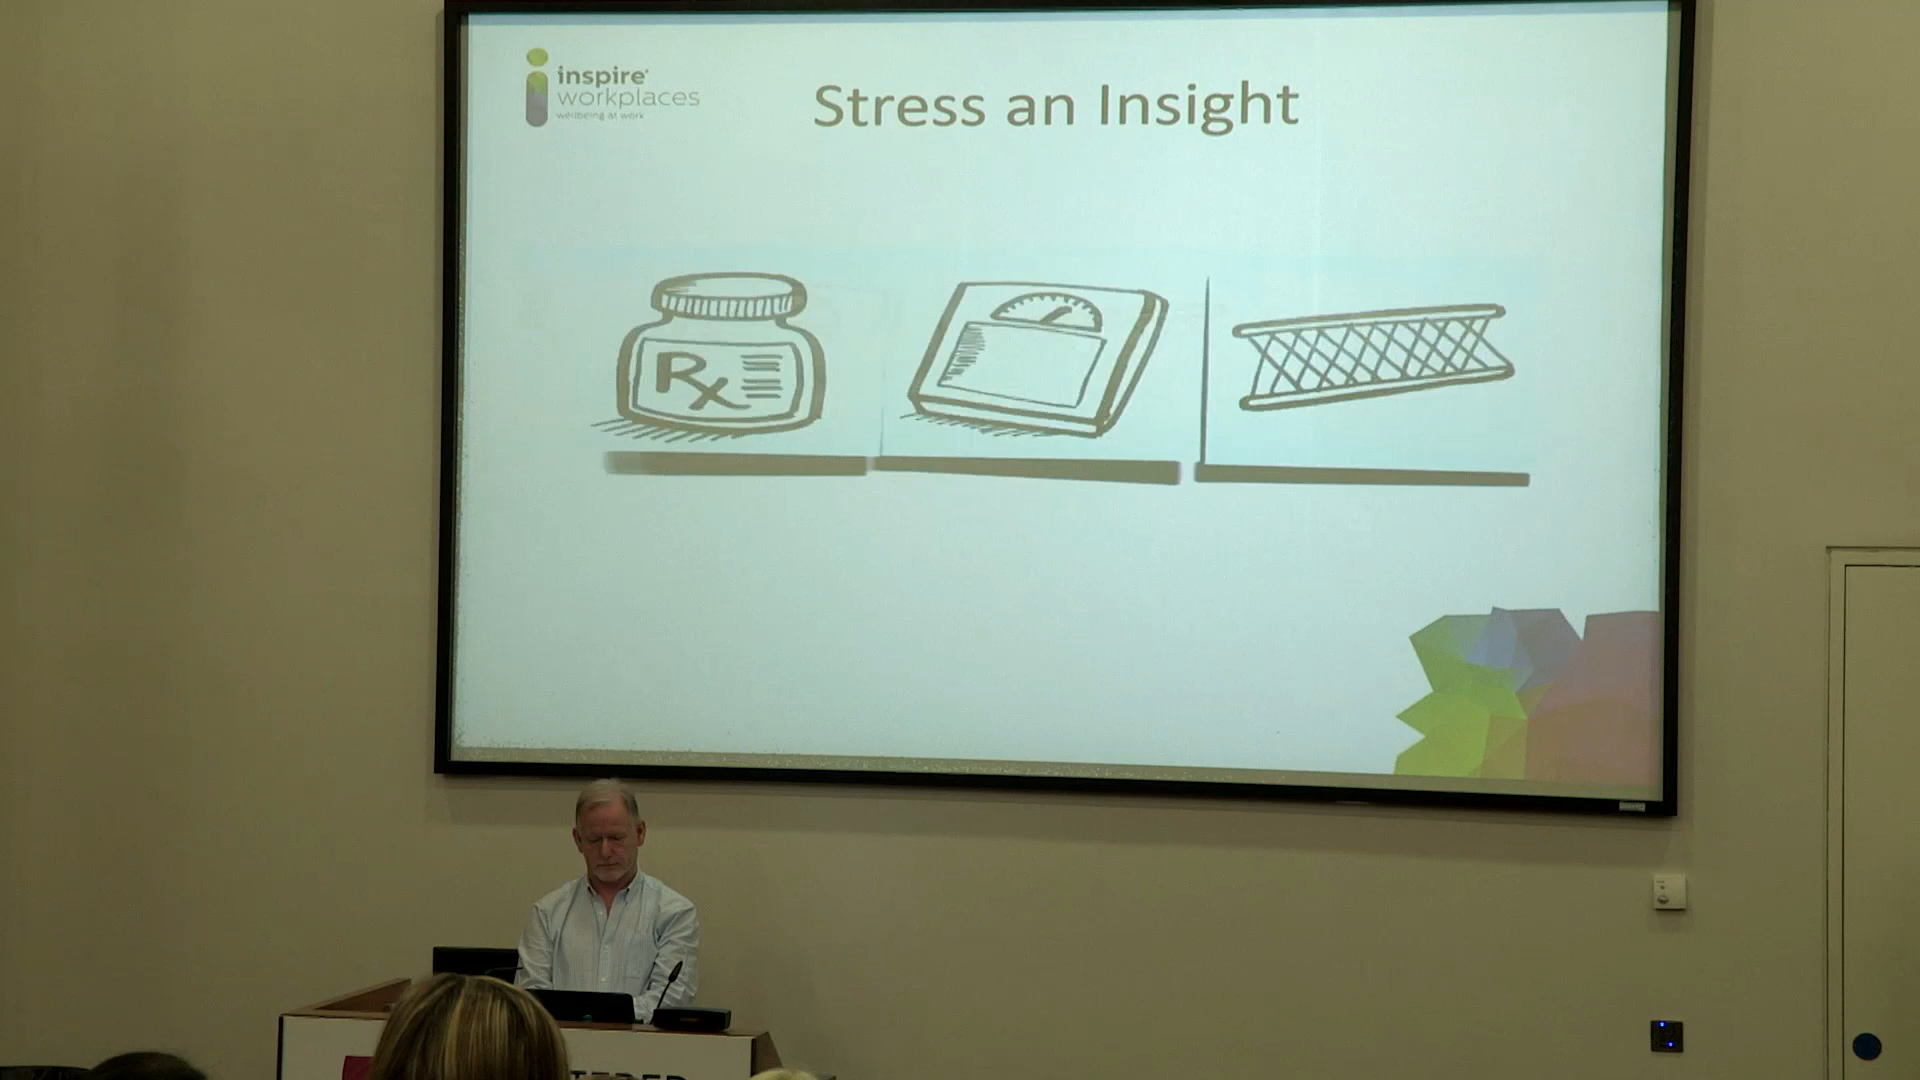 inspire
workplaces
wellbeing at work
Stress an Insight
Rx